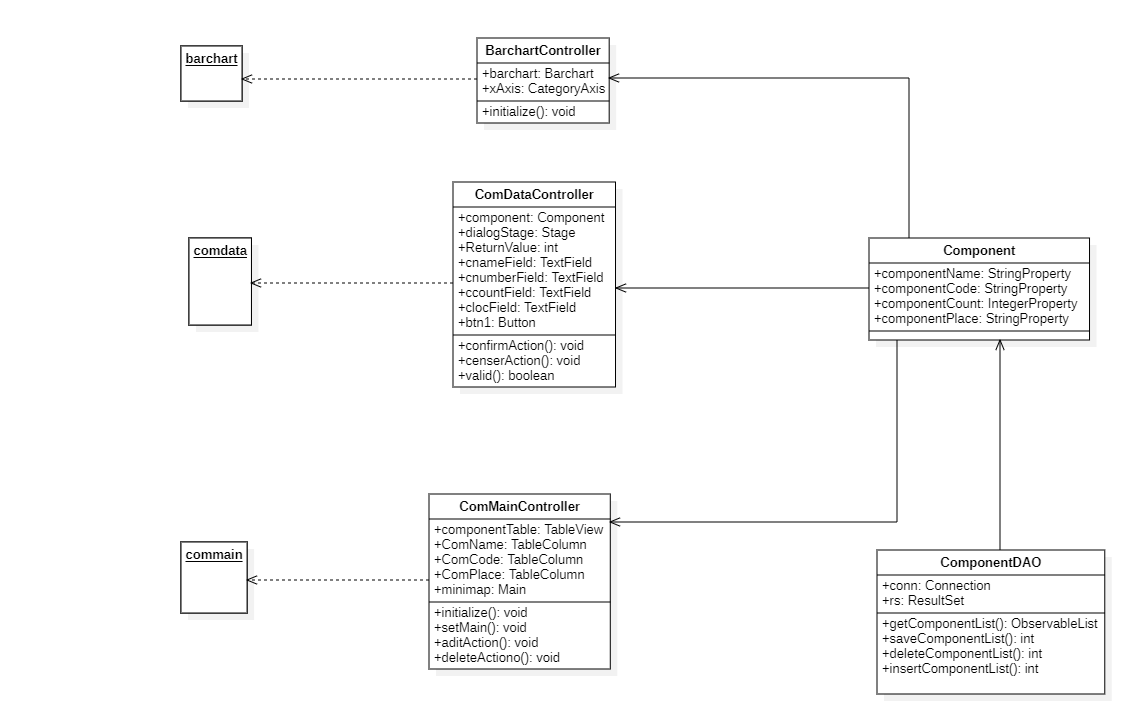 barchart
BarchartController
+barchart: Barchart
+xAxis: CategoryAxis
+initialize(): void
comdata
ComDataController
+component: Component
+dialogStage: Stage
+ReturnValue: int
+cnameField: TextField
+cnumberField: TextField
+ccountField: TextField
+clocField: TextField
+btn1: Button
+confirmAction(): void
+censerAction(): void
+valid(): boolean
Component
+componentName: StringProperty
+componentCode: StringProperty
+componentCount: IntegerProperty
+componentPlace: StringProperty
commain
ComMainController
+componentTable: TableView
+ComName: TableColumn
+ComCode: TableColumn
+ComPlace: TableColumn
+minimap: Main
+initialize(): void
+setMain(): void
+aditAction(): void
+deleteActiono(): void
ComponentDAO
+conn: Connection
+rs: ResultSet
+getComponentList(): ObservableList
+saveComponentList(): int
+deleteComponentList(): int
+insertComponentList(): int